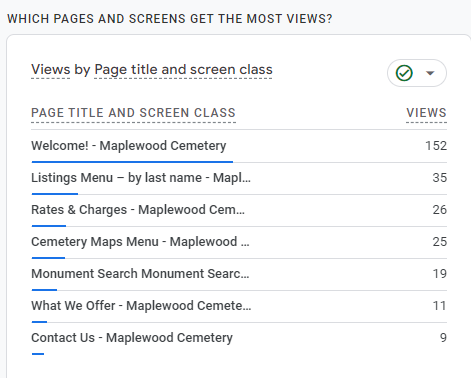 WHICH PAGES AND SCREENS GET THE MOST VIEWS?
Views by Page title and screen class
PAGE TITLE AND SCREEN CLASS VIEWS
Welcome! - Maplewood Cemetery 152
Listings Menu – by last name - Mapl... 35
Rates & Charges - Maplewood Cem... 26
Cemetery Maps Menu - Maplewood ... 25
Monument Search Monument Searc... 19
What We Offer - Maplewood Cemete... 11
Contact Us - Maplewood Cemetery 9